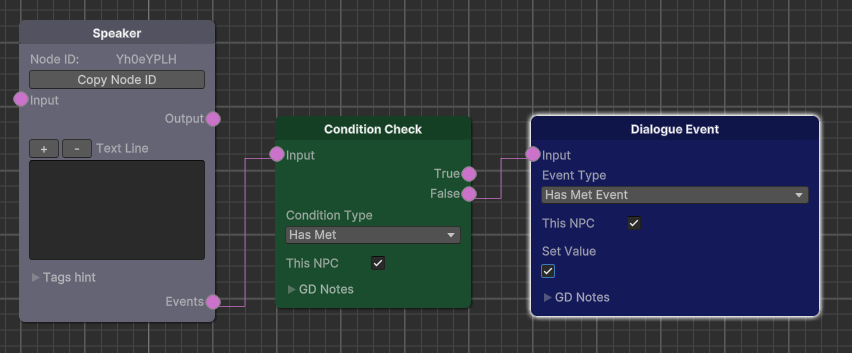 Speaker
Node ID: Yh0eYPLH
Copy Node ID
Input
Output
+ - Text Line
Tags hint
Events
Condition Check
Input
True
False
Condition Type
Has Met
This NPC
GD Notes
Dialogue Event
Input
Event Type
Has Met Event
This NPC
Set Value
GD Notes